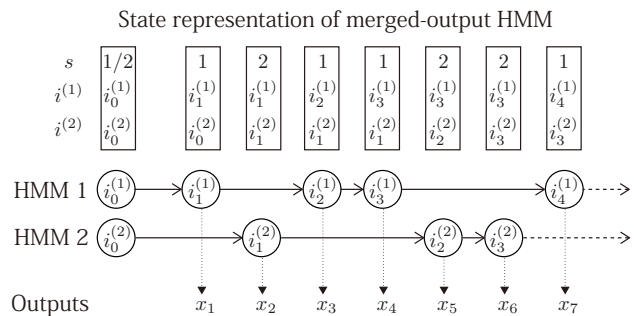 State representation of merged-output HMM
s 1/2 1 2 1 1 2 2 1
i^{(1)} i_0^{(1)} i_1^{(1)} i_1^{(1)} i_2^{(1)} i_3^{(1)} i_3^{(1)} i_3^{(1)} i_4^{(1)}
i^{(2)} i_0^{(2)} i_0^{(2)} i_1^{(2)} i_1^{(2)} i_1^{(2)} i_2^{(2)} i_3^{(2)} i_3^{(2)}
HMM 1 i_0^{(1)} i_1^{(1)} i_2^{(1)} i_3^{(1)} i_4^{(1)}
HMM 2 i_0^{(2)} i_1^{(2)} i_2^{(2)} i_3^{(2)}
Outputs x_1 x_2 x_3 x_4 x_5 x_6 x_7